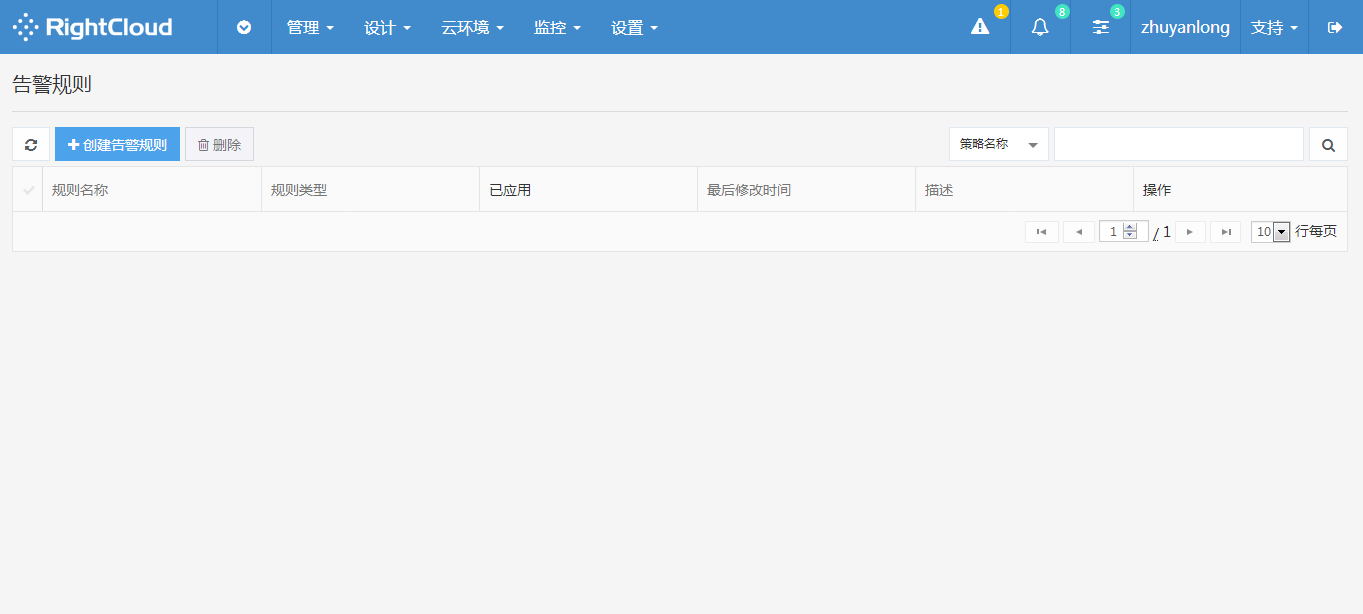 RightCloud 管理 设计 云环境 监控 设置 1 8 3 zhuyanlong 支持
告警规则
创建告警规则 删除 策略名称
规则名称 规则类型 已应用 最后修改时间 描述 操作
1 / 1 10 行每页